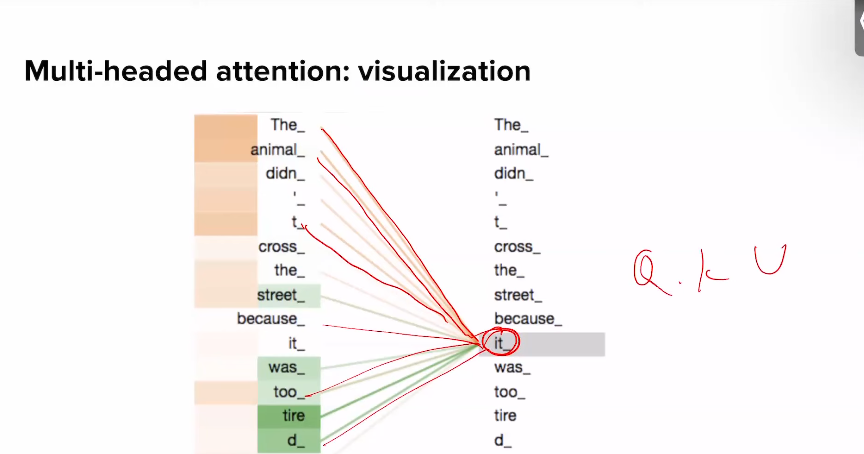 Multi-headed attention: visualization
The_ The_
animal_ animal_
didn_ didn_
'_ '_
t_ t_
cross_ cross_
the_ the_
street_ street_
because_ because_
it_ it_
was_ was_
too_ too_
tire tire
d_ d_
Q . K V